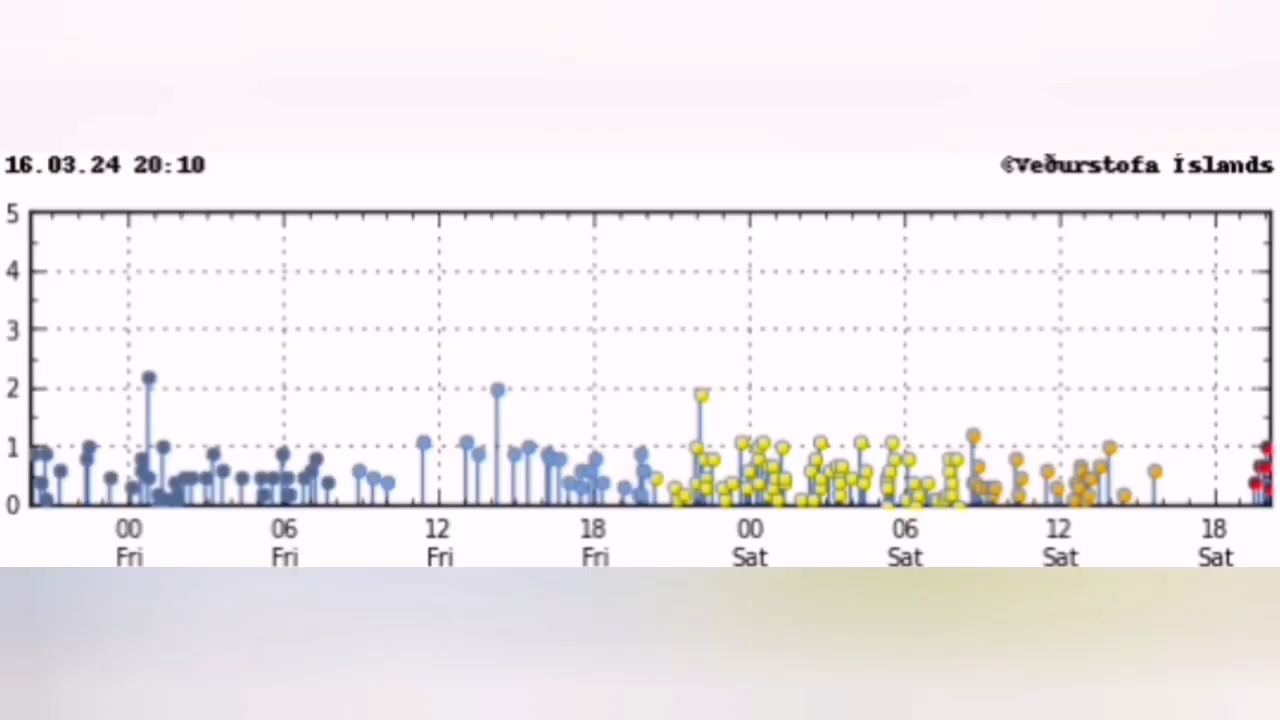 16.03.24 20:10 ©Veðurstofa Íslands
5
4
3
2
1
0
00 06 12 18 00 06 12 18
Fri Fri Fri Fri Sat Sat Sat Sat